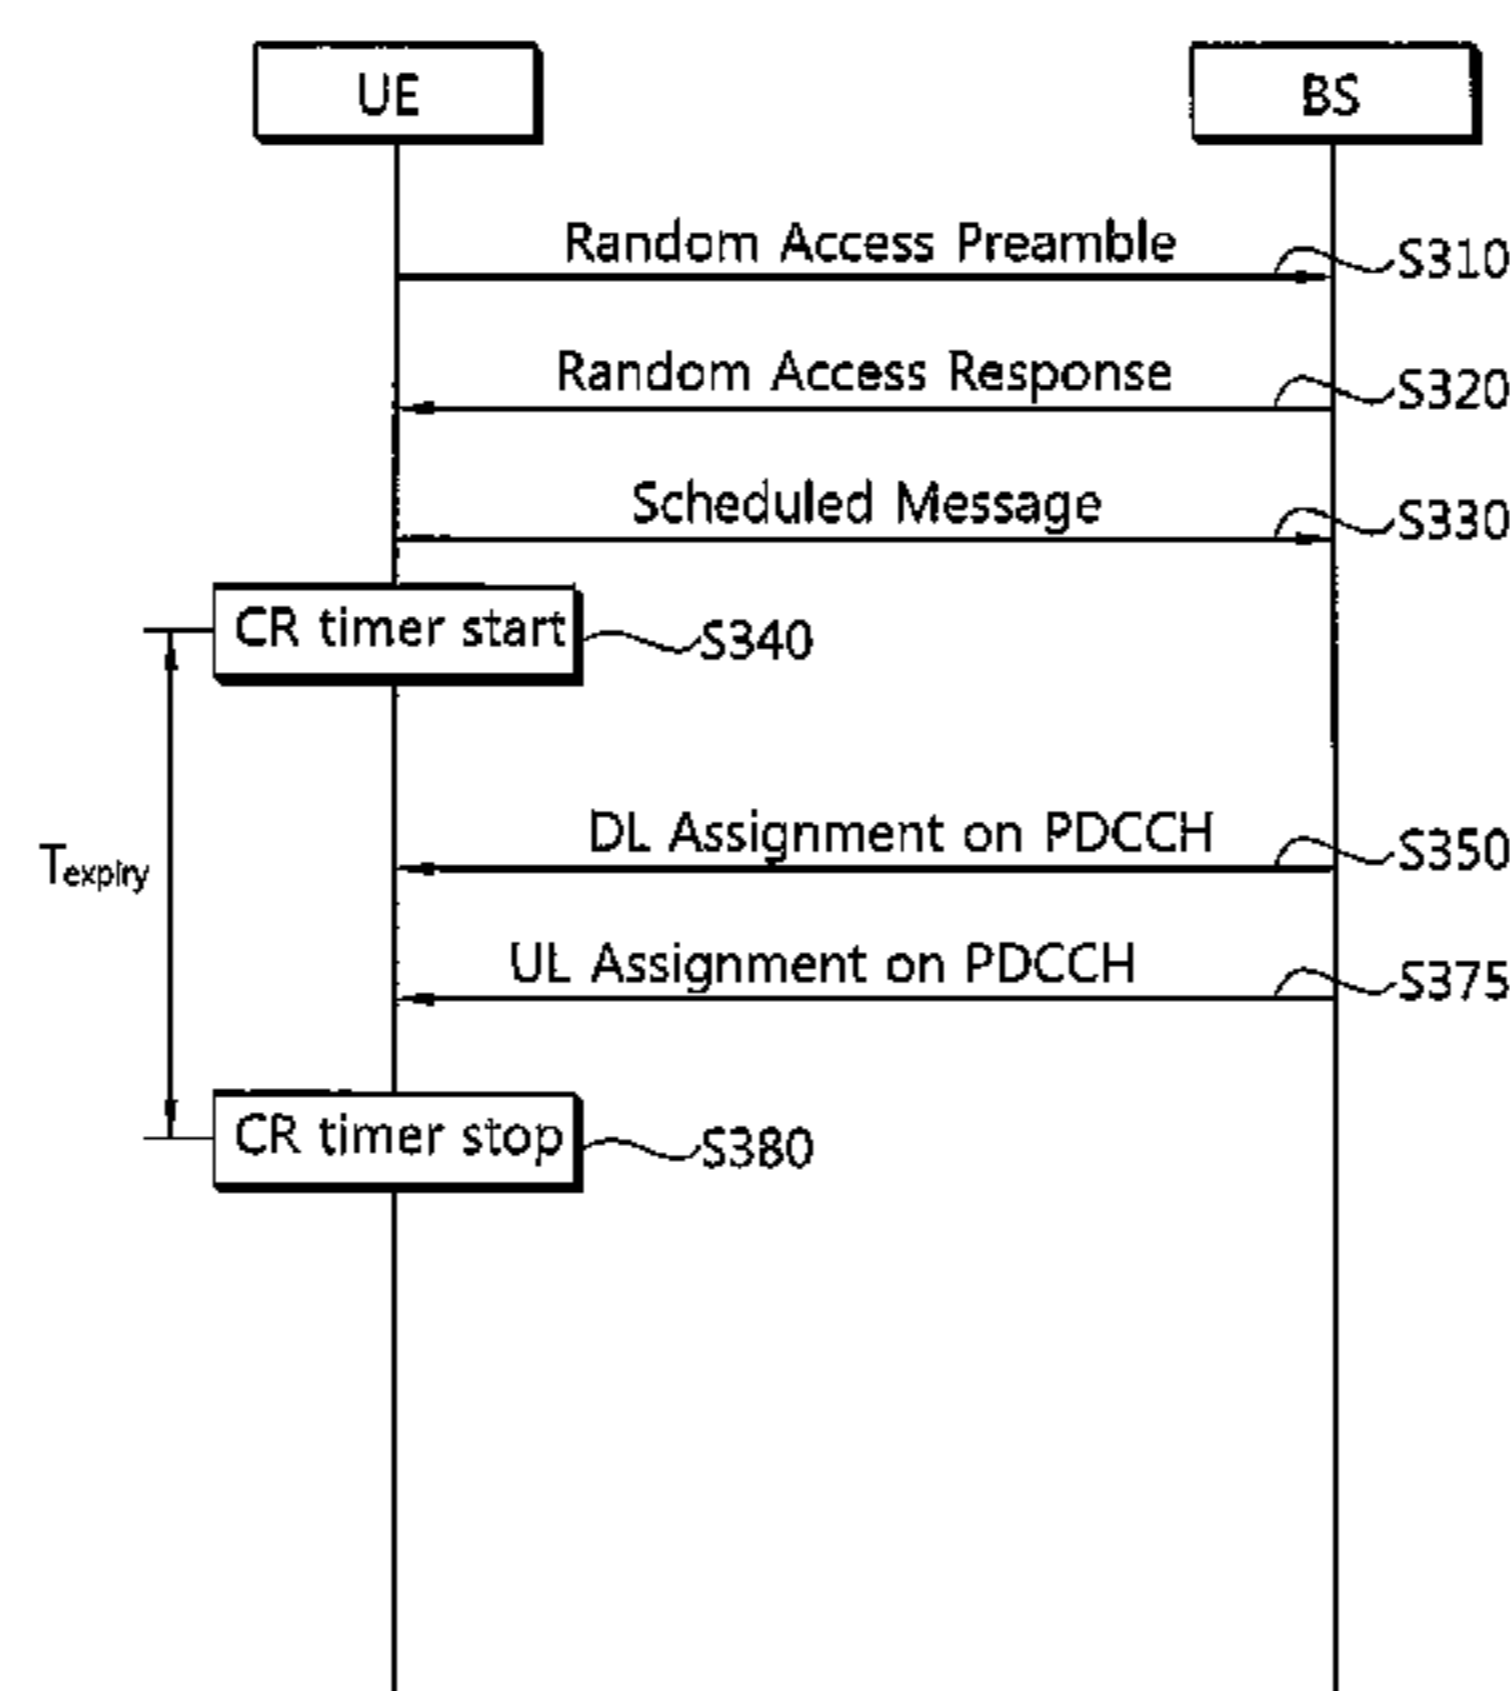 UE
BS
Random Access Preamble
S310
Random Access Response
S320
Scheduled Message
S330
CR timer start
S340
DL Assignment on PDCCH
S350
Texpiry
UL Assignment on PDCCH
S375
CR timer stop
S380